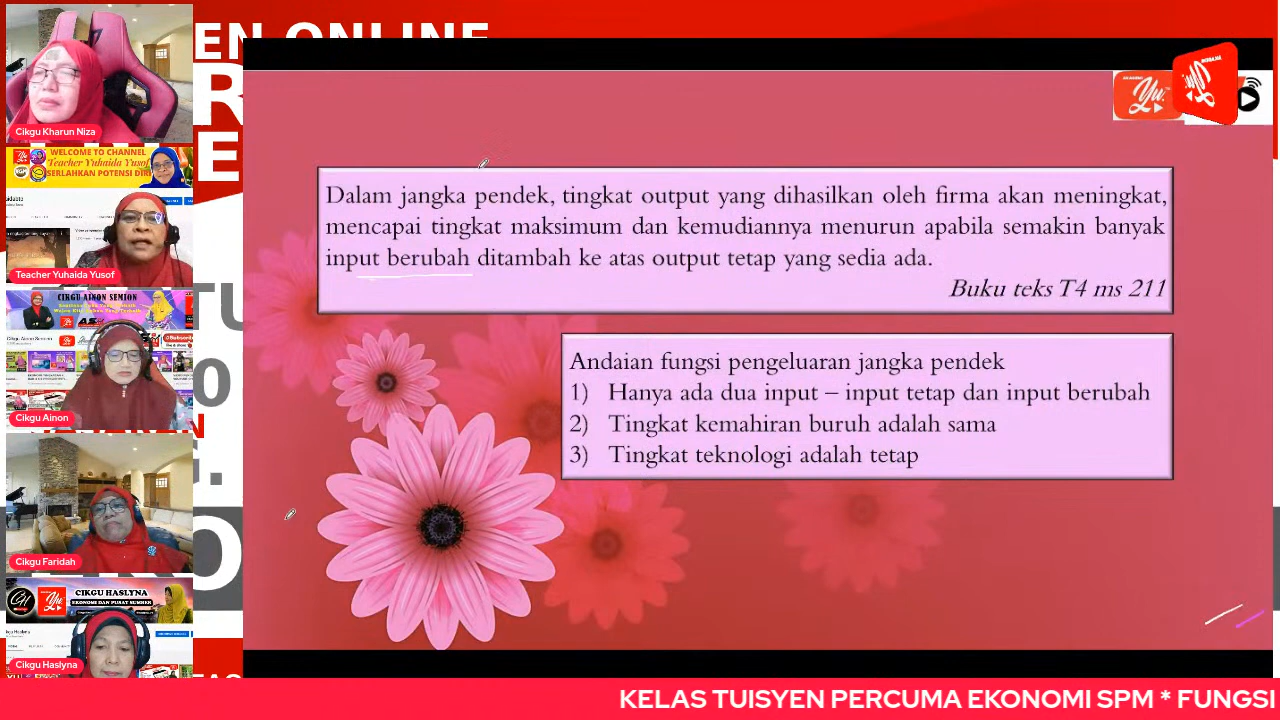 EN ONLINE
Cikgu Kharun Niza
WELCOME TO CHANNEL
Teacher Yuhaida Yusof
SERLAHKAN POTENSI DIRI
Teacher Yuhaida Yusof
CIKGU AINON SEMION
Cikgu Ainon
Cikgu Faridah
CIKGU HASLYNA
EKONOMI DAN PUSAT SUMBER
Cikgu Haslyna
Dalam jangka pendek, tingkat output yang dihasilkan oleh firma akan meningkat,
mencapai tingkat maksimum dan kemudiannya menurun apabila semakin banyak
input berubah ditambah ke atas output tetap yang sedia ada.
Buku teks T4 ms 211
Andaian fungsi pengeluaran jangka pendek
1) Hanya ada dua input – input tetap dan input berubah
2) Tingkat kemahiran buruh adalah sama
3) Tingkat teknologi adalah tetap
KELAS TUISYEN PERCUMA EKONOMI SPM * FUNGSI